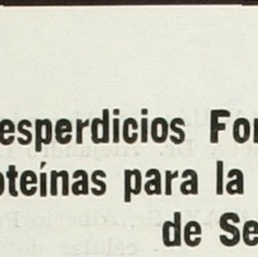 esperdicios For
oteínas para la
de Se